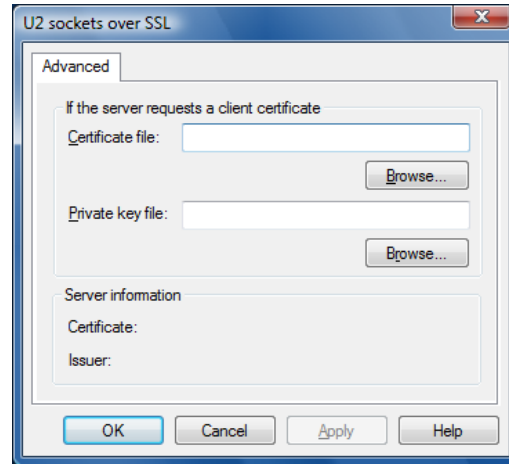 U2 sockets over SSL
Advanced
If the server requests a client certificate
Certificate file:
Browse...
Private key file:
Browse...
Server information
Certificate:
Issuer:
OK Cancel Apply Help